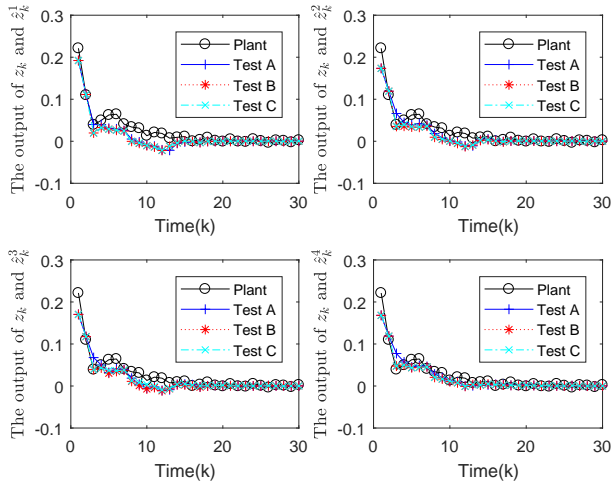 The output of z_k and ẑ_k^1
0.3
0.2
0.1
0
-0.1
0
10
20
30
Time(k)
Plant
Test A
Test B
Test C
The output of z_k and ẑ_k^2
0.3
0.2
0.1
0
-0.1
0
10
20
30
Time(k)
Plant
Test A
Test B
Test C
The output of z_k and ẑ_k^3
0.3
0.2
0.1
0
-0.1
0
10
20
30
Time(k)
Plant
Test A
Test B
Test C
The output of z_k and ẑ_k^4
0.3
0.2
0.1
0
-0.1
0
10
20
30
Time(k)
Plant
Test A
Test B
Test C